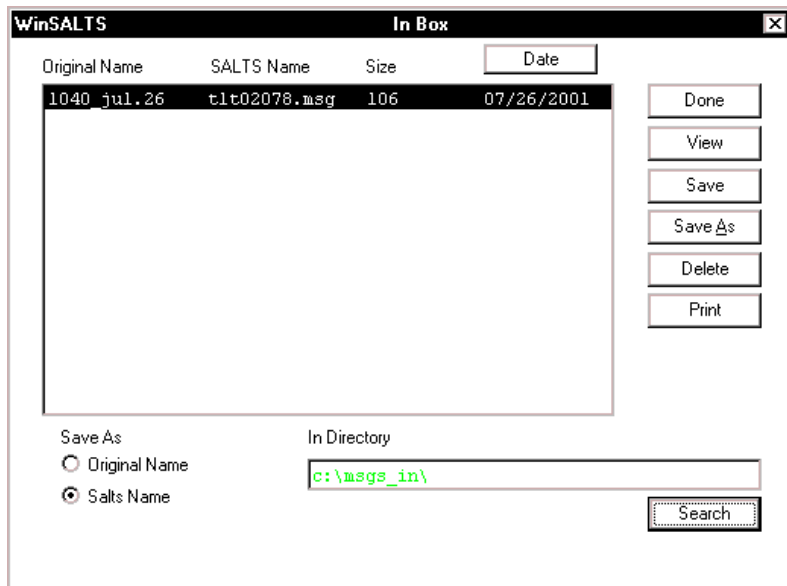 WinSALTS In Box
Original Name SALTS Name Size Date
1040_jul.26 tlt02078.msg 106 07/26/2001
Done
View
Save
Save As
Delete
Print
Save As
Original Name
Salts Name
In Directory
c:\msgs_in\
Search